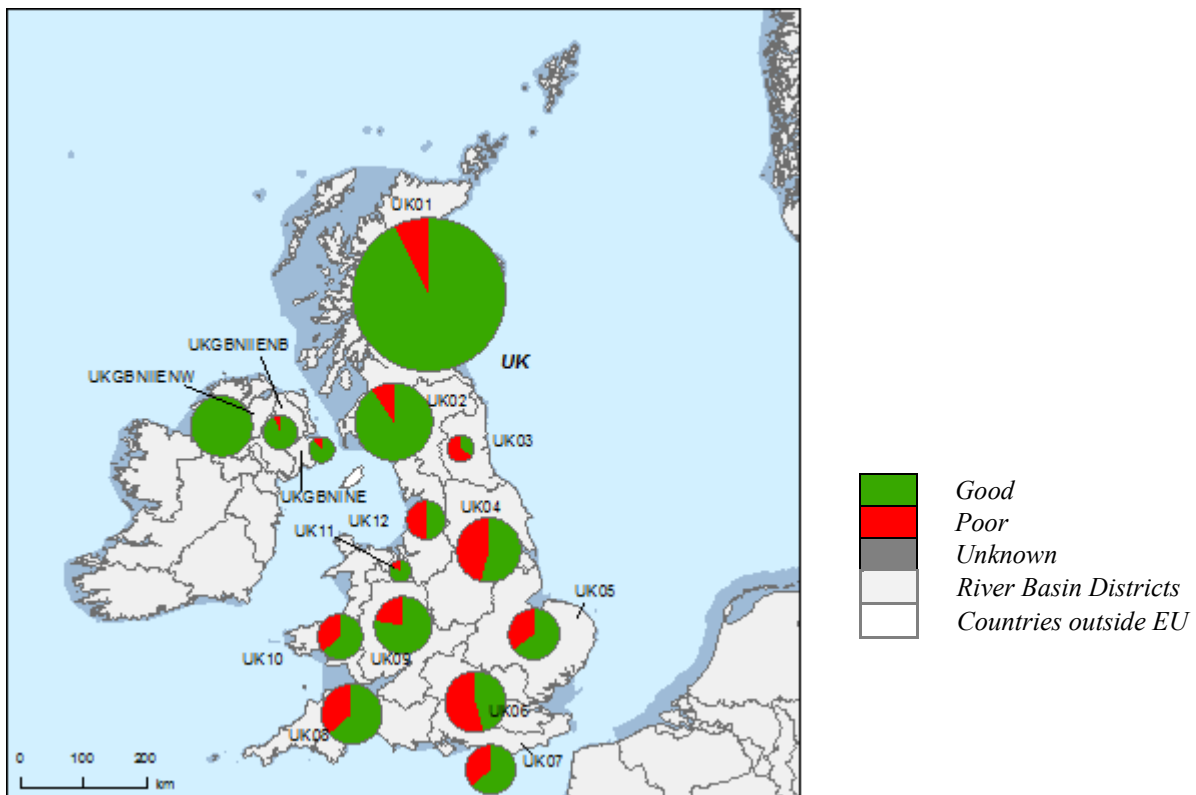 UK01
UK
UKGBNIIENB
UKGBNIIENW
UK02
UK03
UKGBNINE
UK04
UK12
UK11
UK05
UK10
UK09
UK06
UK08
UK07
0 100 200
km
Good
Poor
Unknown
River Basin Districts
Countries outside EU